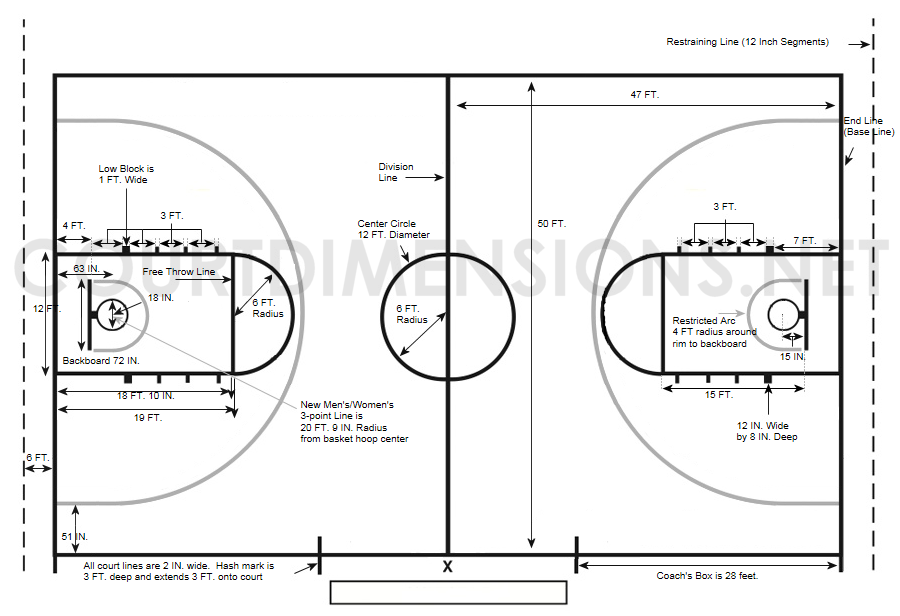 Restraining Line (12 Inch Segments)
47 FT.
End Line
(Base Line)
Low Block is
1 FT. Wide
Division
Line
3 FT.
3 FT.
4 FT.
Center Circle
12 FT. Diameter
50 FT.
7 FT.
COURTDIMENSIONS.NET
63 IN.
Free Throw Line
18 IN.
12 FT.
6 FT.
Radius
6 FT.
Radius
Restricted Arc
4 FT radius around
rim to backboard
15 IN.
Backboard 72 IN.
18 FT. 10 IN.
15 FT.
19 FT.
New Men's/Women's
3-point Line is
20 FT. 9 IN. Radius
from basket hoop center
12 IN. Wide
by 8 IN. Deep
6 FT.
51 IN.
All court lines are 2 IN. wide. Hash mark is
3 FT. deep and extends 3 FT. onto court
X
Coach's Box is 28 feet.